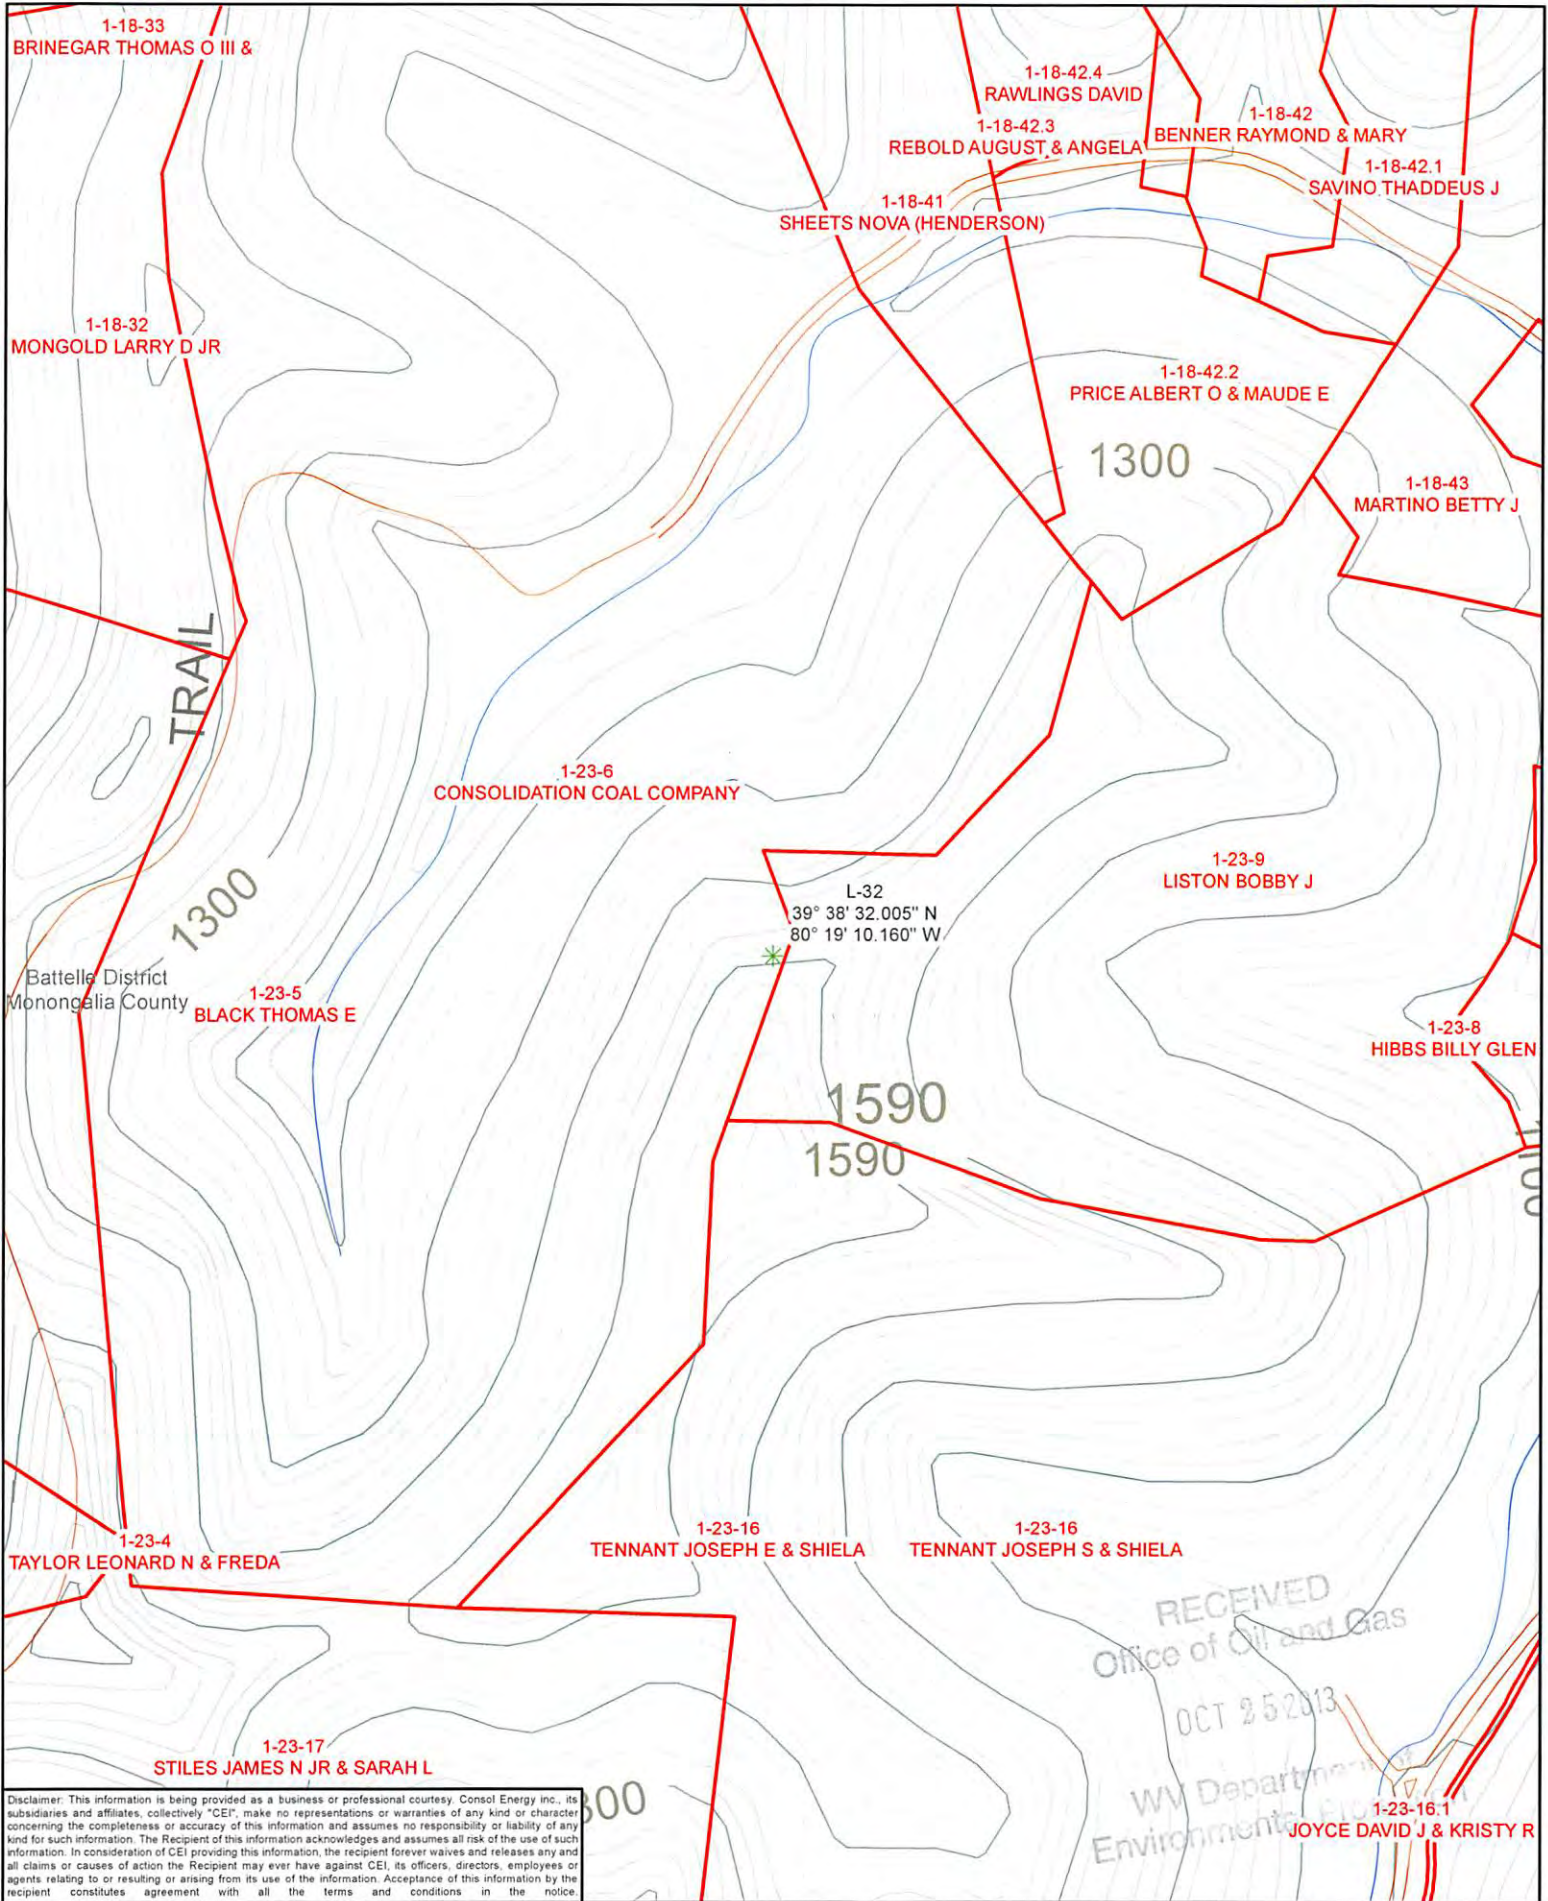 1-18-33
BRINEGAR THOMAS O III &
1-18-42.4
RAWLINGS DAVID
1-18-42.3
REBOLD AUGUST & ANGELA
1-18-42
BENNER RAYMOND & MARY
1-18-42.1
SAVINO THADDEUS J
1-18-41
SHEETS NOVA (HENDERSON)
1-18-32
MONGOLD LARRY D JR
1-18-42.2
PRICE ALBERT O & MAUDE E
1300
1-18-43
MARTINO BETTY J
TRAIL
1-23-6
CONSOLIDATION COAL COMPANY
1-23-9
LISTON BOBBY J
L-32
39° 38' 32.005" N
80° 19' 10.160" W
1300
Battelle District
Monongalia County
1-23-5
BLACK THOMAS E
1-23-8
HIBBS BILLY GLEN
1590
1590
1100
1-23-4
TAYLOR LEONARD N & FREDA
1-23-16
TENNANT JOSEPH E & SHIELA
1-23-16
TENNANT JOSEPH S & SHIELA
RECEIVED
Office of Oil and Gas
OCT 25 2013
WV Department of
Environmental Protection
1-23-17
STILES JAMES N JR & SARAH L
300
1-23-16.1
JOYCE DAVID J & KRISTY R
Disclaimer: This information is being provided as a business or professional courtesy. Consol Energy inc., its
subsidiaries and affiliates, collectively "CEI", make no representations or warranties of any kind or character
concerning the completeness or accuracy of this information and assumes no responsibility or liability of any
kind for such information. The Recipient of this information acknowledges and assumes all risk of the use of such
information. In consideration of CEI providing this information, the recipient forever waives and releases any and
all claims or causes of action the Recipient may ever have against CEI, its officers, directors, employees or
agents relating to or resulting or arising from its use of the information. Acceptance of this information by the
recipient constitutes agreement with all the terms and conditions in the notice.